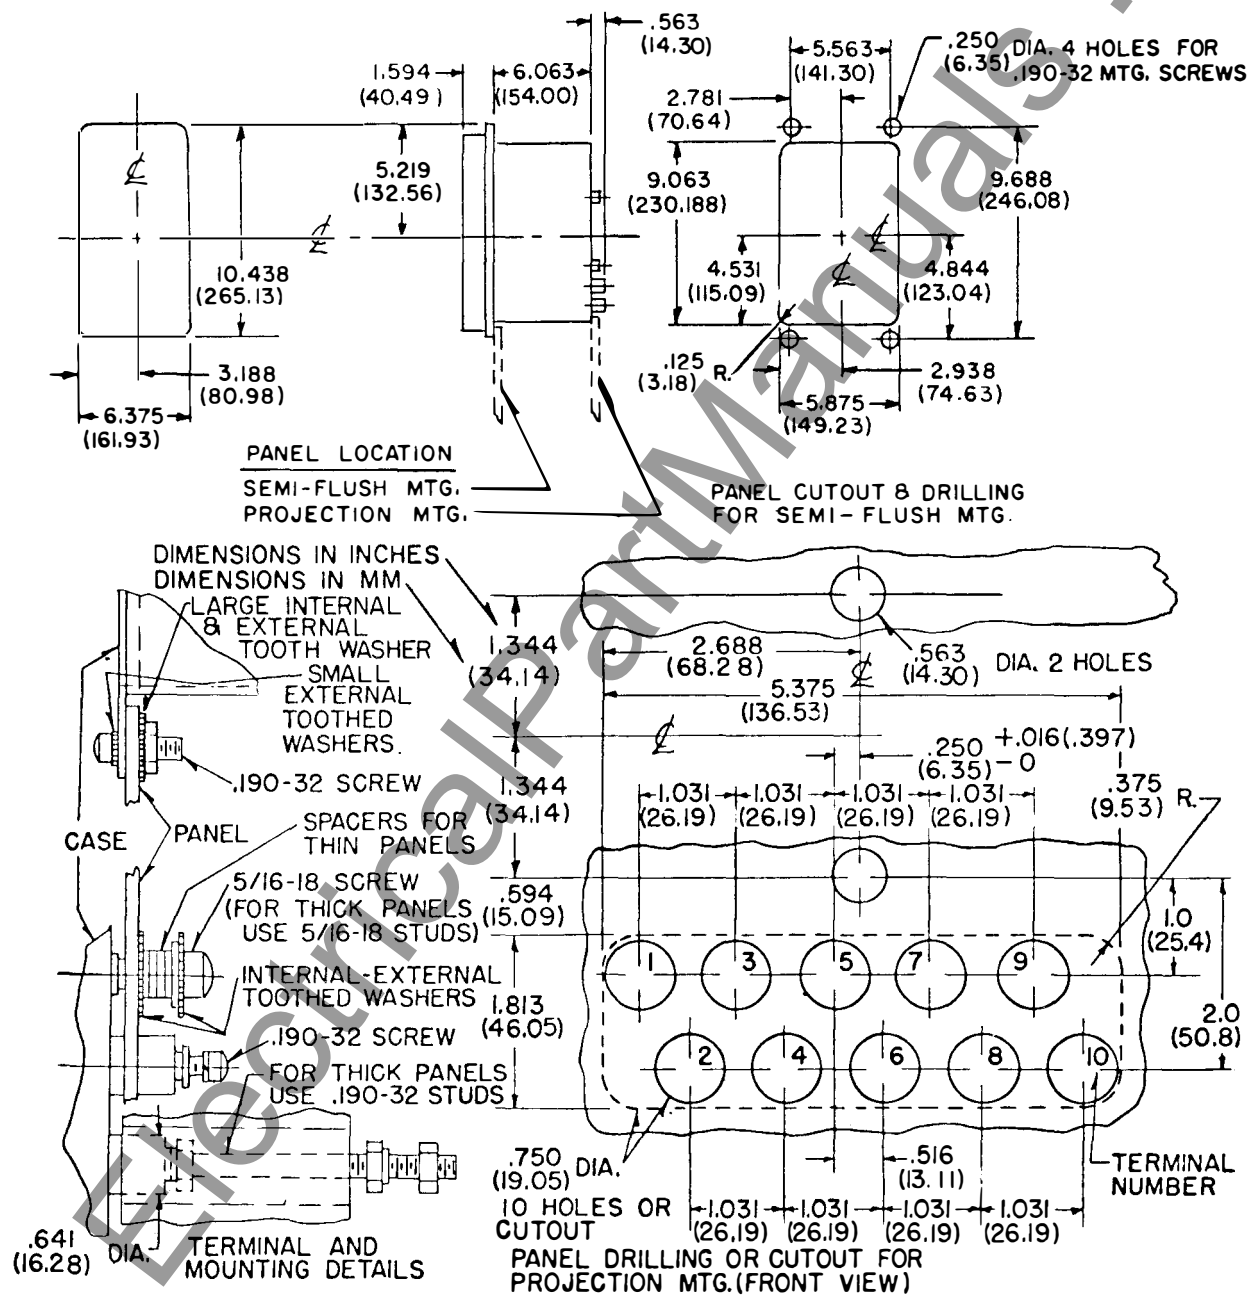 .563
(14.30)
1.594
(40.49)
6.063
(154.00)
5.563
(141.30)
.250 DIA. 4 HOLES FOR
(6.35) .190-32 MTG. SCREWS
2.781
(70.64)
5.219
(132.56)
9.063
(230.188)
9.688
(246.08)
℄
℄
℄
℄
10.438
(265.13)
4.531
(115.09)
4.844
(123.04)
3.188
(80.98)
6.375
(161.93)
.125 R.
(3.18)
2.938
(74.63)
5.875
(149.23)
PANEL LOCATION
SEMI-FLUSH MTG.
PROJECTION MTG.
PANEL CUTOUT & DRILLING
FOR SEMI-FLUSH MTG.
DIMENSIONS IN INCHES
DIMENSIONS IN MM
LARGE INTERNAL
& EXTERNAL
TOOTH WASHER
SMALL
EXTERNAL
TOOTHED
WASHERS.
.190-32 SCREW
CASE
PANEL
SPACERS FOR
THIN PANELS
5/16-18 SCREW
(FOR THICK PANELS
USE 5/16-18 STUDS)
INTERNAL-EXTERNAL
TOOTHED WASHERS
.190-32 SCREW
FOR THICK PANELS
USE .190-32 STUDS
.641 DIA.
(16.28)
TERMINAL AND
MOUNTING DETAILS
1.344
(34.14)
1.344
(34.14)
.594
(15.09)
1.813
(46.05)
2.688
(68.28)
℄
.563 DIA. 2 HOLES
(14.30)
5.375
(136.53)
℄
.250 +.016(.397)
(6.35) -0
1.031 1.031 1.031 1.031
(26.19) (26.19) (26.19) (26.19)
.375 R.
(9.53)
1.0
(25.4)
2.0
(50.8)
1 3 5 7 9
2 4 6 8 10
.750 DIA.
(19.05)
10 HOLES OR
CUTOUT
.516
(13.11)
TERMINAL
NUMBER
1.031 1.031 1.031 1.031
(26.19) (26.19) (26.19) (26.19)
PANEL DRILLING OR CUTOUT FOR
PROJECTION MTG.(FRONT VIEW)
ElectricalPartManuals